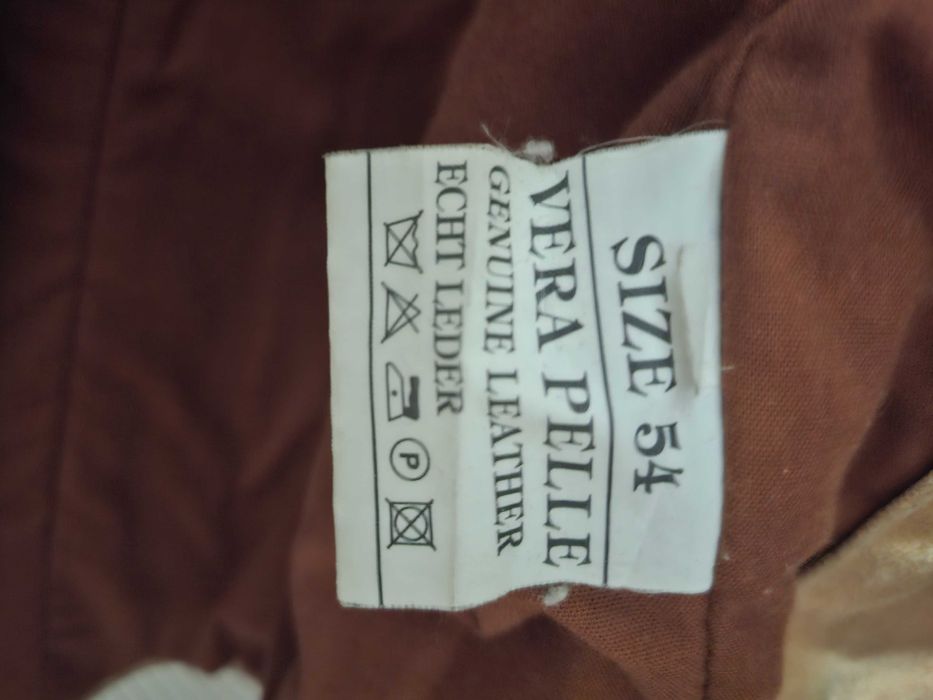 SIZE 54
VERA PELLE
GENUINE LEATHER
ECHT LEDER
P